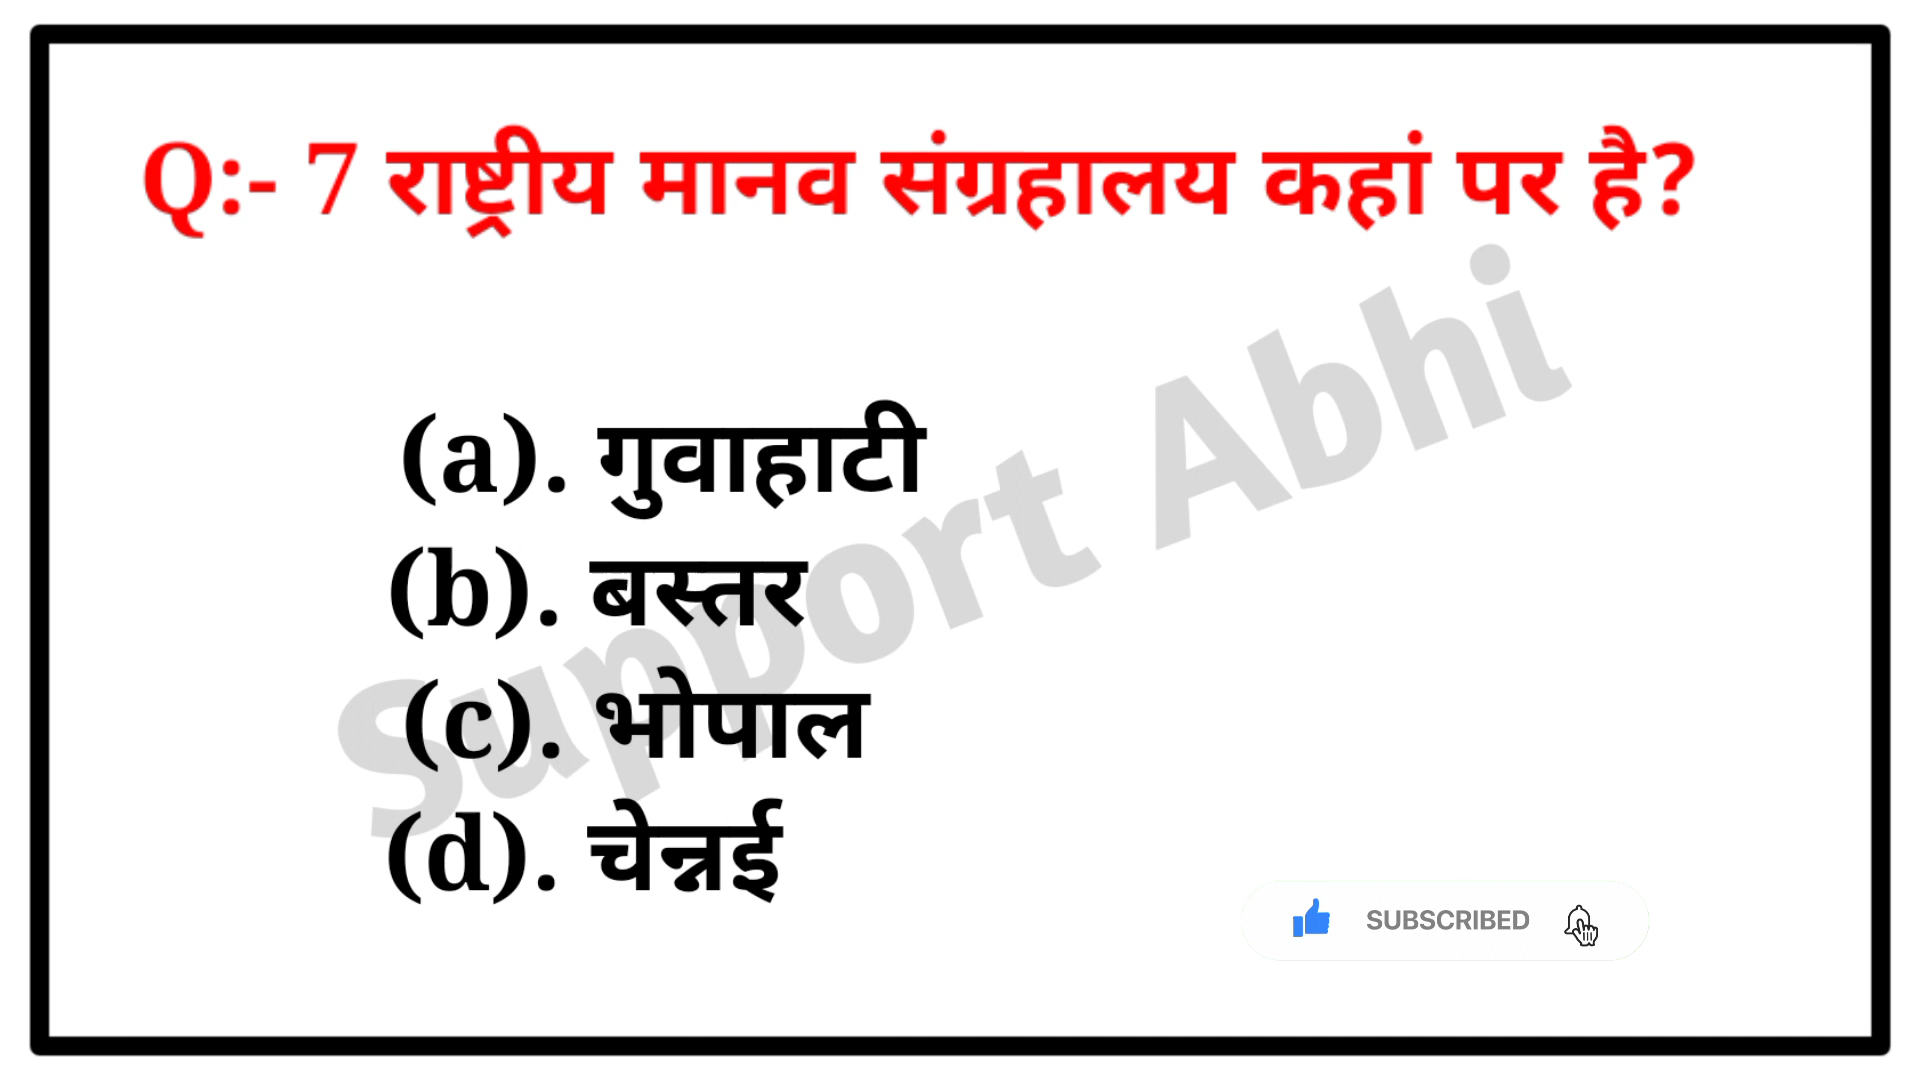 Q:- 7 राष्ट्रीय मानव संग्रहालय कहां पर है?
(a). गुवाहाटी
(b). बस्तर
(c). भोपाल
(d). चेन्नई
Support Abhi
SUBSCRIBED